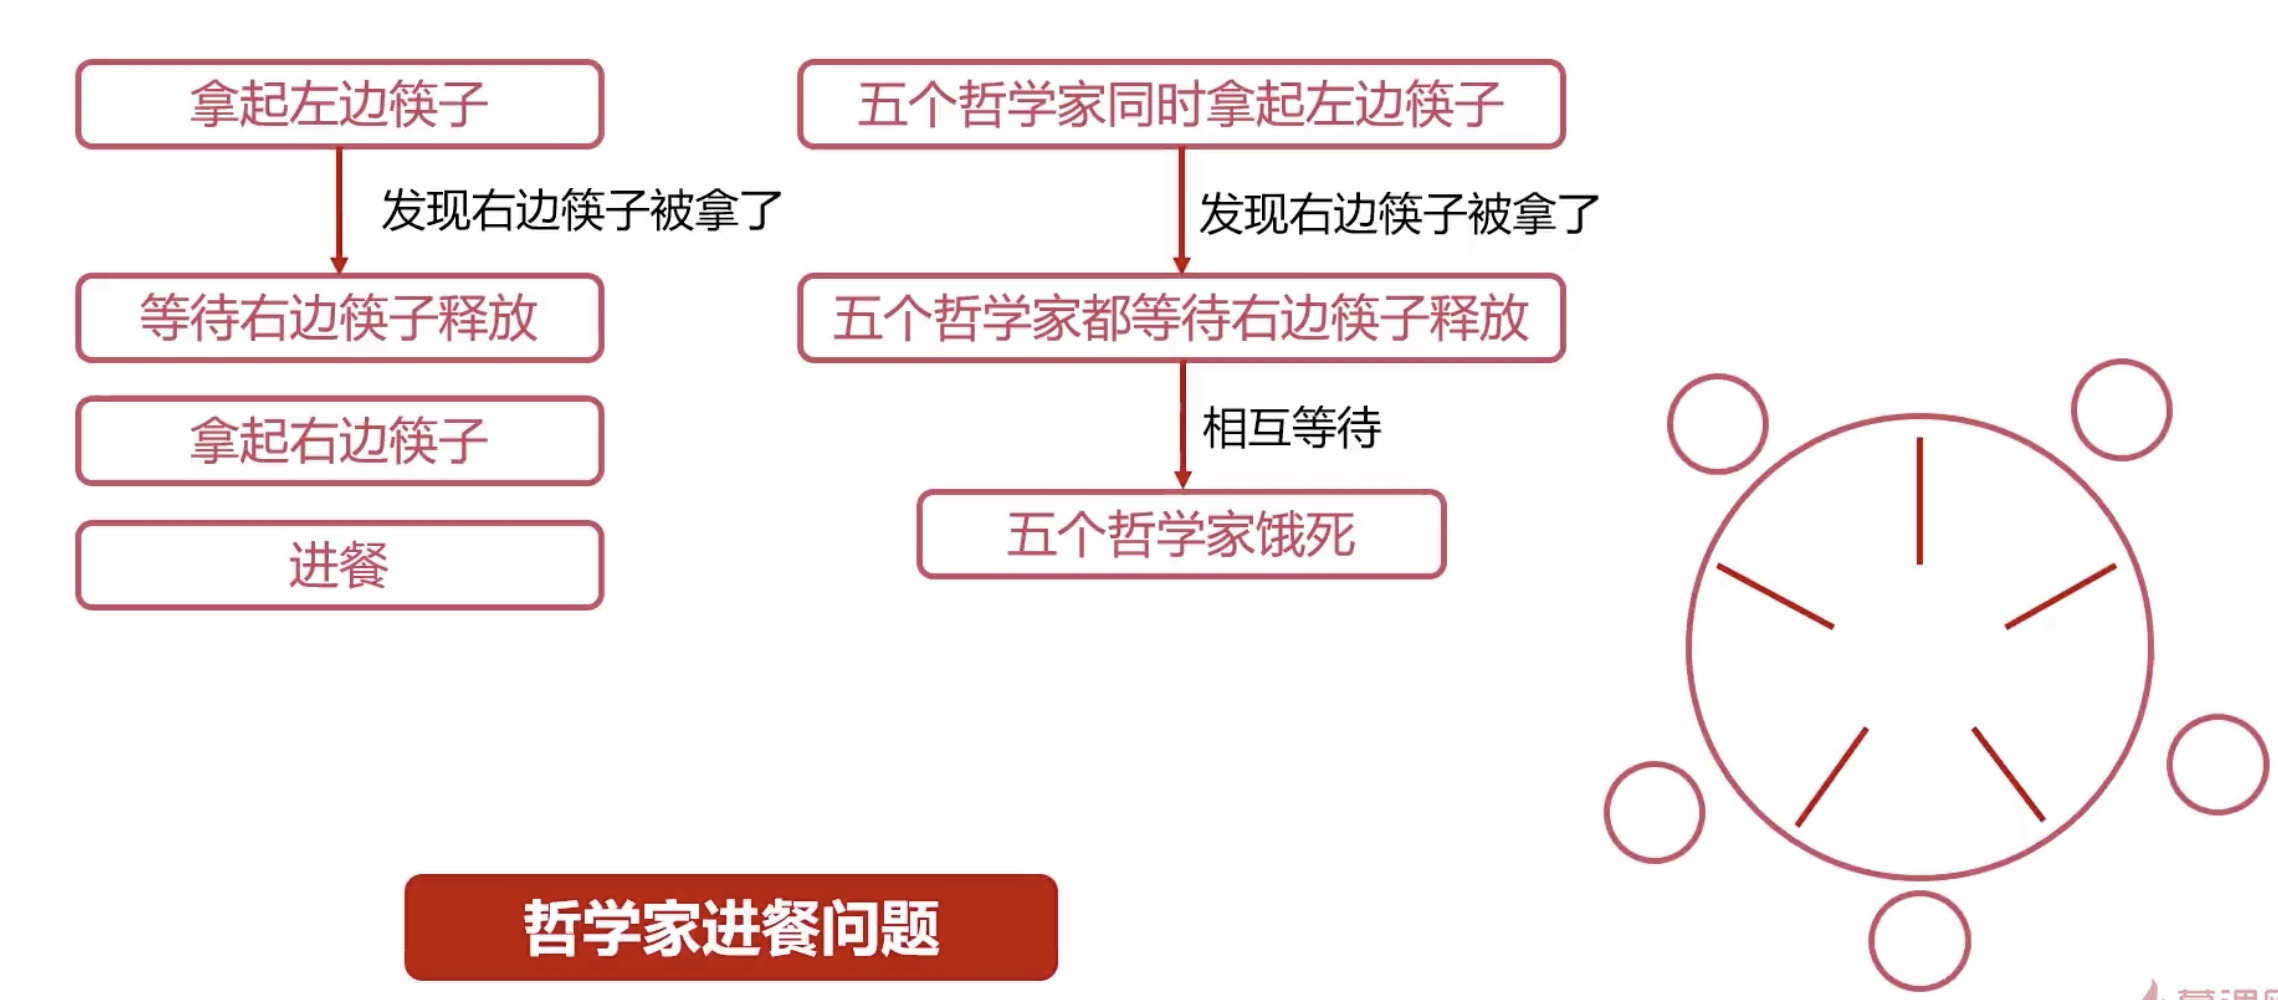 拿起左边筷子
发现右边筷子被拿了
等待右边筷子释放
拿起右边筷子
进餐
五个哲学家同时拿起左边筷子
发现右边筷子被拿了
五个哲学家都等待右边筷子释放
相互等待
五个哲学家饿死
哲学家进餐问题